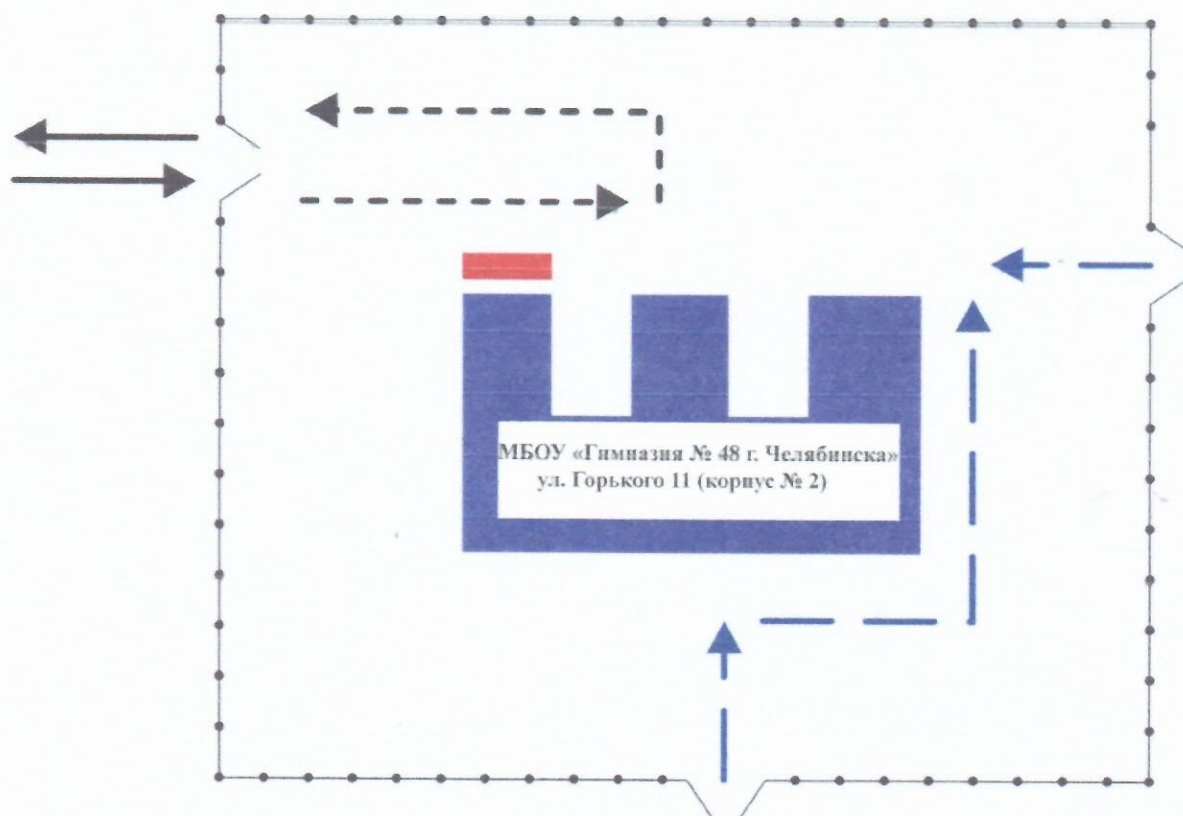 МБОУ «Гимназия № 48 г. Челябинска»
ул. Горького 11 (корпус № 2)